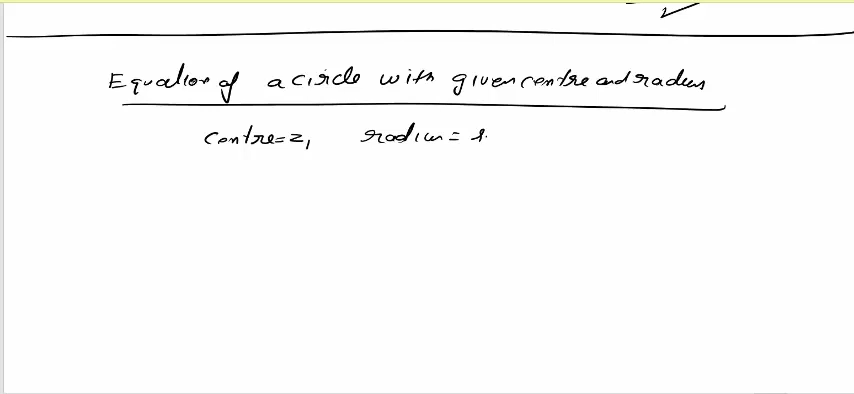 Equation of a circle with given centre and radius
centre = z₁ radius = r.